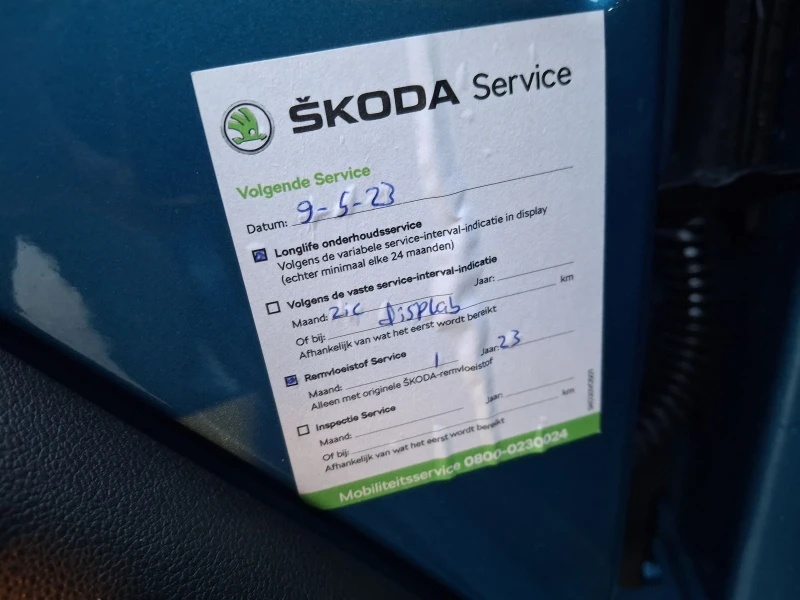 ŠKODA Service
Volgende Service
Datum: 9-5-23
Longlife onderhoudsservice
Volgens de variabele service-interval-indicatie in display
(echter minimaal elke 24 maanden)
Volgens de vaste service-interval-indicatie
Maand: Jaar:
zie display
Of bij: km
Afhankelijk van wat het eerst wordt bereikt
Remvloeistof Service
Maand: 1 Jaar: 23
Alleen met originele ŠKODA-remvloeistof
Inspectie Service
Maand: Jaar:
Of bij: km
Afhankelijk van wat het eerst wordt bereikt
Mobiliteitsservice 0800-0230024